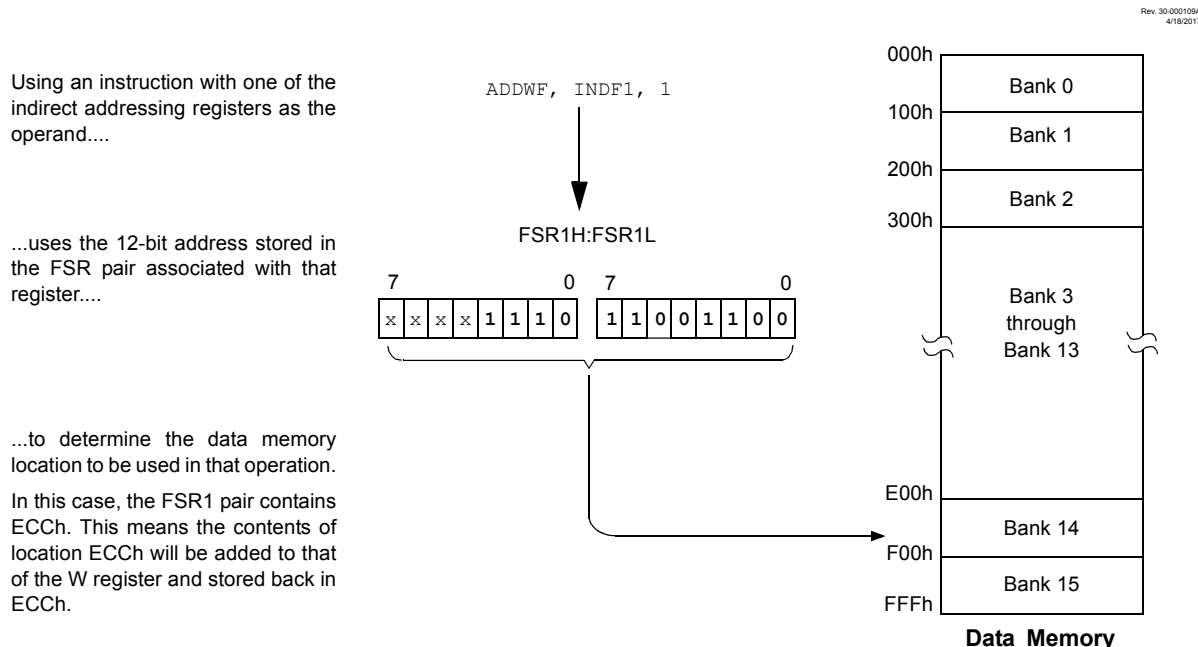 Rev. 30-000109A
4/18/2017
Using an instruction with one of the
indirect addressing registers as the
operand....
ADDWF, INDF1, 1
...uses the 12-bit address stored in
the FSR pair associated with that
register....
FSR1H:FSR1L
7 0 7 0
x x x x 1 1 1 0 1 1 0 0 1 1 0 0
...to determine the data memory
location to be used in that operation.
In this case, the FSR1 pair contains
ECCh. This means the contents of
location ECCh will be added to that
of the W register and stored back in
ECCh.
000h
Bank 0
100h
Bank 1
200h
Bank 2
300h
Bank 3
through
Bank 13
E00h
Bank 14
F00h
Bank 15
FFFh
Data Memory